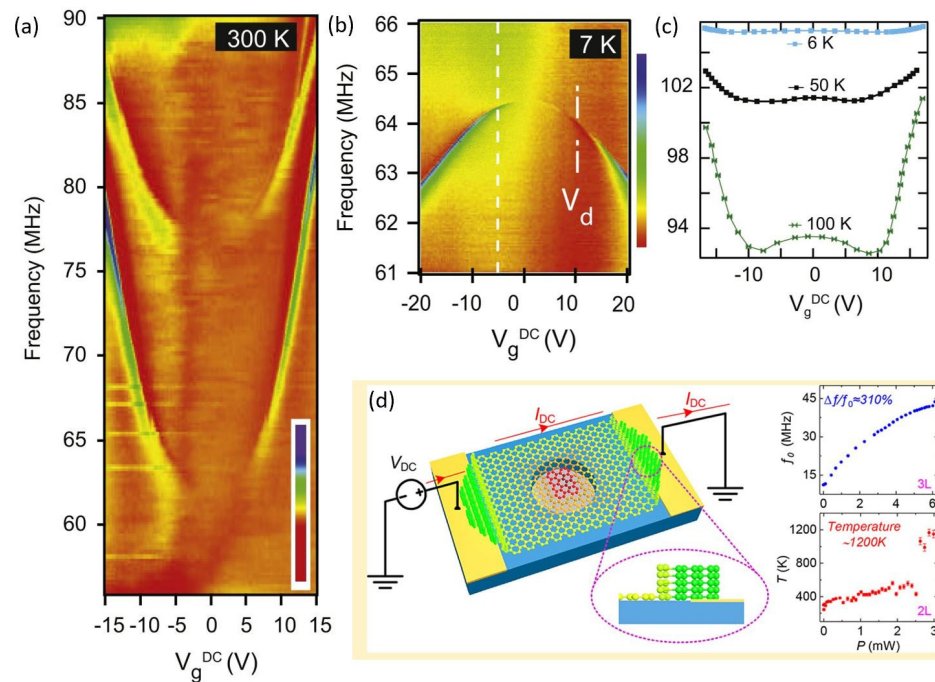 (a)
300 K
90
85
80
75
70
65
60
Frequency (MHz)
-15 -10 -5 0 5 10 15
V_g^DC (V)
(b)
7 K
66
65
64
63
62
61
Frequency (MHz)
V_d
-20 -10 0 10 20
V_g^DC (V)
(c)
6 K
50 K
100 K
102
98
94
-10 0 10
V_g^DC (V)
(d)
I_DC
I_DC
V_DC
- +
Δf/f_0≈310%
45
30
15
f_0 (MHz)
0 2 4 6
3L
Temperature
~1200K
1200
800
400
T (K)
2L
0 1 2 3
P (mW)